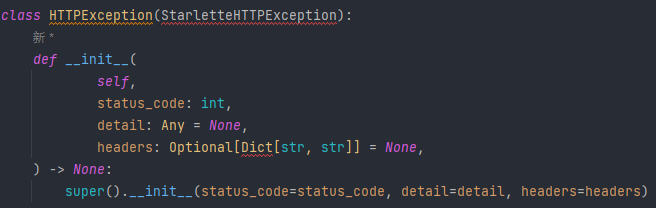 class HTTPException(StarletteHTTPException):
新 *
def __init__(
self,
status_code: int,
detail: Any = None,
headers: Optional[Dict[str, str]] = None,
) -> None:
super().__init__(status_code=status_code, detail=detail, headers=headers)